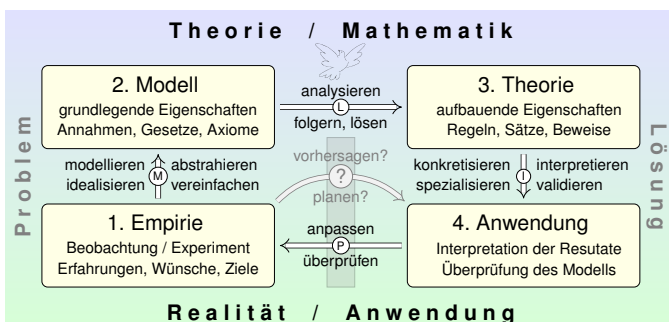 Theorie / Mathematik
Problem
Lösung
2. Modell
grundlegende Eigenschaften
Annahmen, Gesetze, Axiome
analysieren
L
folgern, lösen
3. Theorie
aufbauende Eigenschaften
Regeln, Sätze, Beweise
modellieren
idealisieren
M
abstrahieren
vereinfachen
vorhersagen?
?
planen?
konkretisieren
spezialisieren
I
interpretieren
validieren
1. Empirie
Beobachtung / Experiment
Erfahrungen, Wünsche, Ziele
anpassen
P
überprüfen
4. Anwendung
Interpretation der Resutate
Überprüfung des Modells
Realität / Anwendung